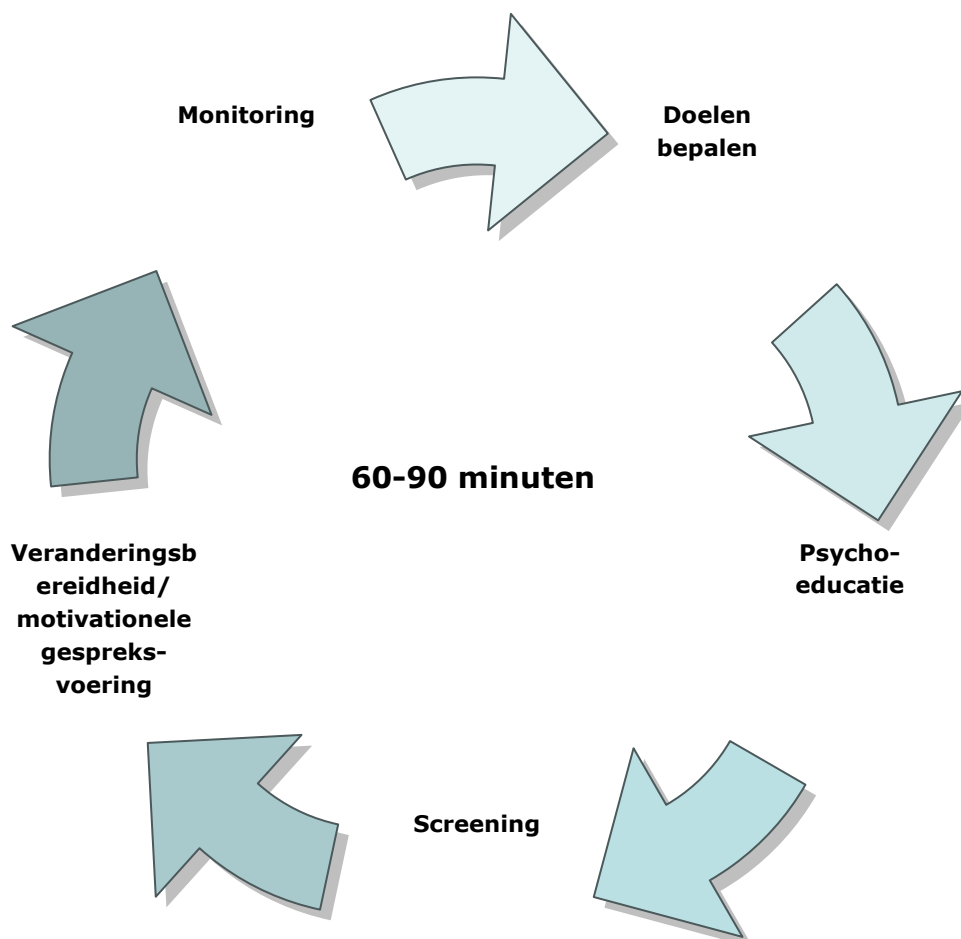 Monitoring
Doelen
bepalen
60-90 minuten
Veranderingsb
ereidheid/
motivationele
gespreks-
voering
Psycho-
educatie
Screening